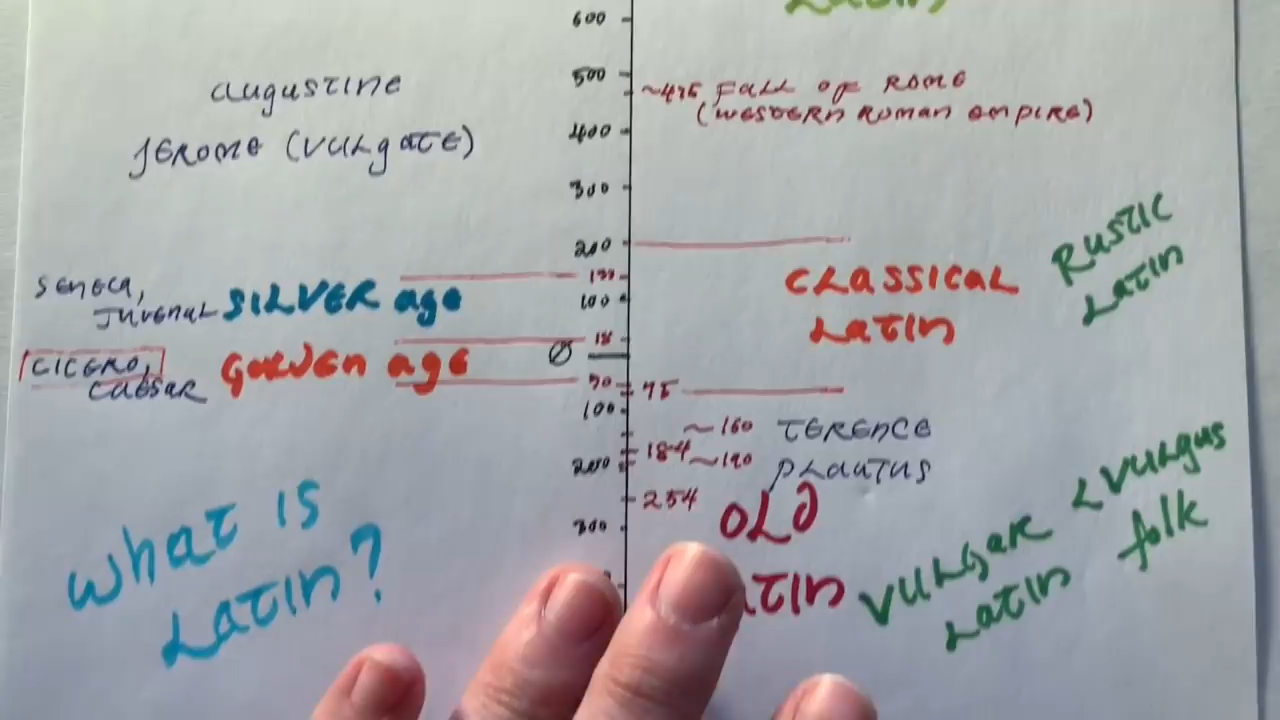 LATIN
600
500
400
300
200
133
100
18
Ø
70
75
100
184
200
254
300
~476 FALL OF ROME
(WESTERN ROMAN EMPIRE)
AUGUSTINE
JEROME (VULGATE)
SENECA,
JUVENAL
SILVER AGE
CICERO,
CAESAR
GOLDEN AGE
CLASSICAL
LATIN
RUSTIC
LATIN
~160 TERENCE
~190 PLAUTUS
OLD
TIN
VULGAR
LATIN
VULGUS
folk
WHAT IS
LATIN?